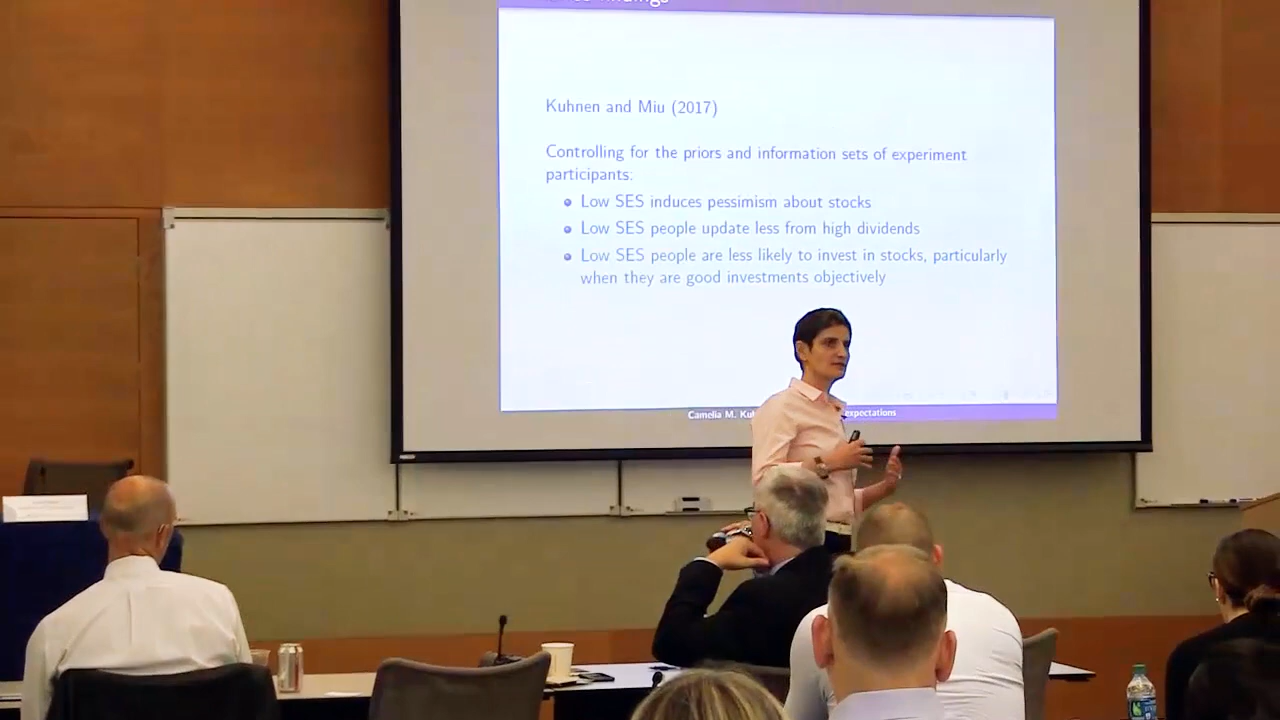 findings
Kuhnen and Miu (2017)
Controlling for the priors and information sets of experiment
participants:
Low SES induces pessimism about stocks
Low SES people update less from high dividends
Low SES people are less likely to invest in stocks, particularly
when they are good investments objectively
Camelia M. expectations